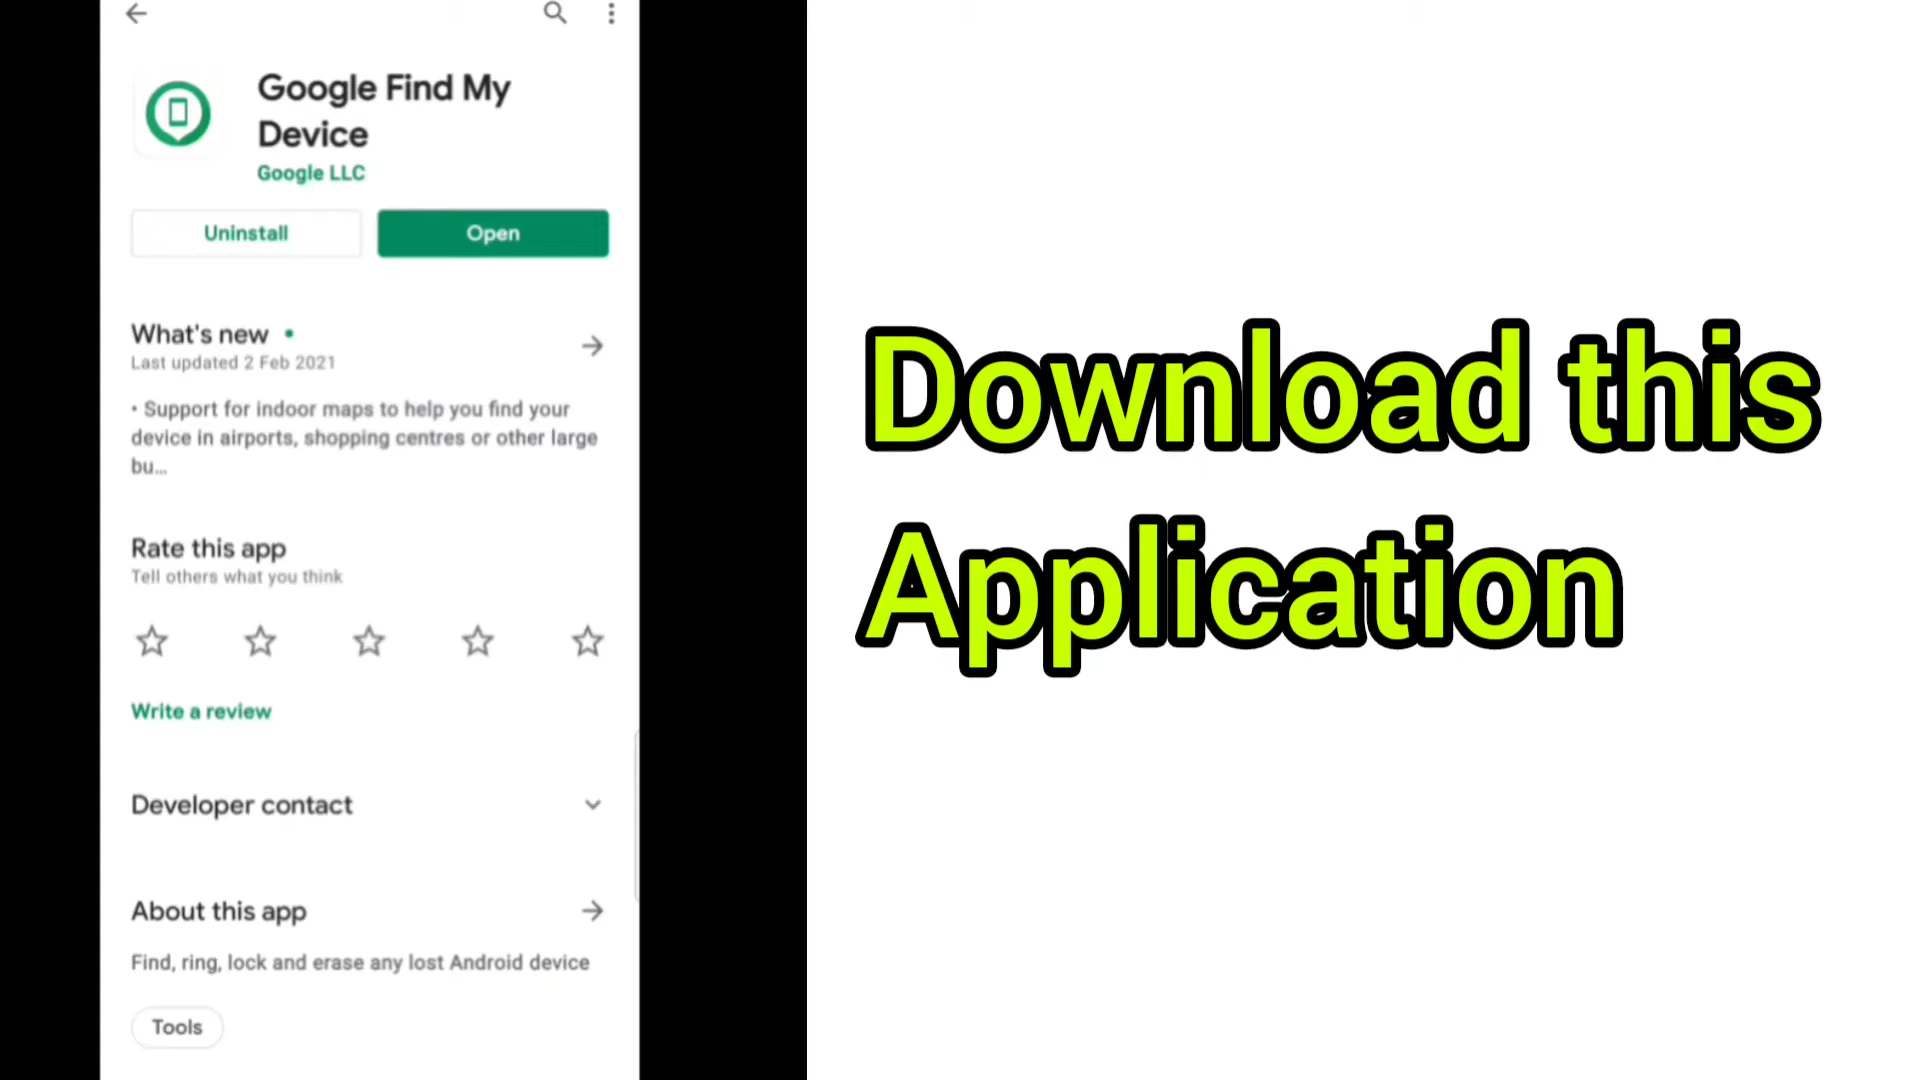 Google Find My
Device
Google LLC
Uninstall
Open
What's new •
Last updated 2 Feb 2021
• Support for indoor maps to help you find your
device in airports, shopping centres or other large
bu...
Rate this app
Tell others what you think
Write a review
Developer contact
About this app
Find, ring, lock and erase any lost Android device
Tools
Download this
Application